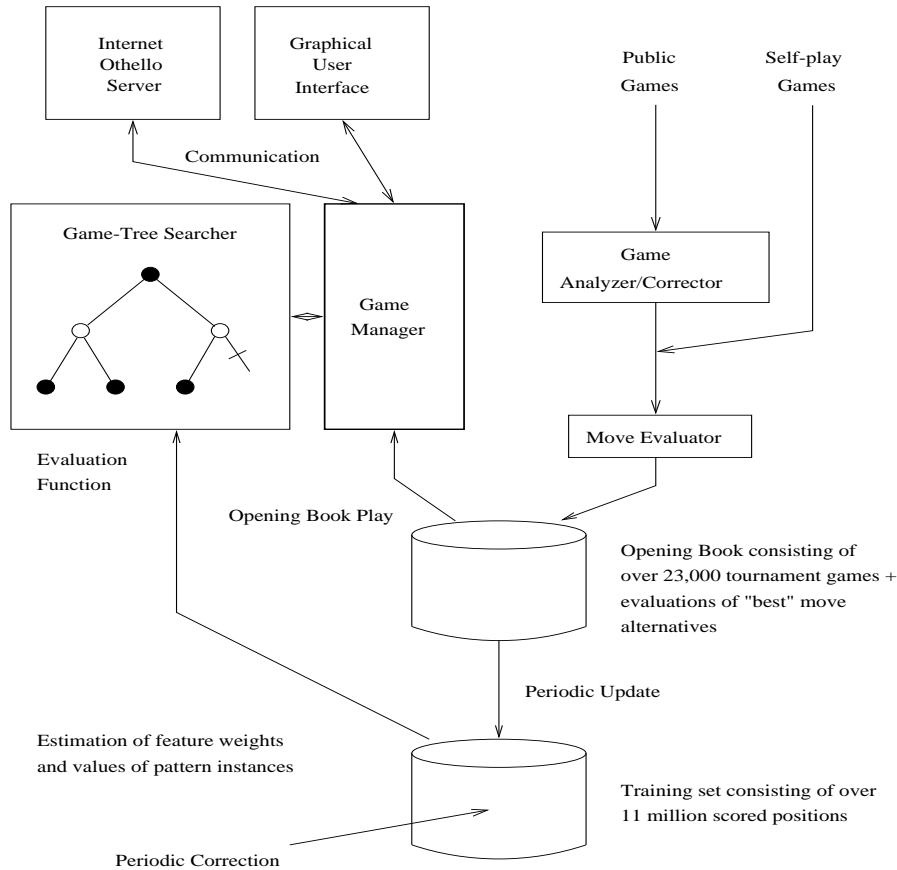 Internet
Othello
Server
Graphical
User
Interface
Public
Games
Self-play
Games
Communication
Game-Tree Searcher
Game
Manager
Game
Analyzer/Corrector
Move Evaluator
Evaluation
Function
Opening Book Play
Opening Book consisting of
over 23,000 tournament games +
evaluations of "best" move
alternatives
Periodic Update
Estimation of feature weights
and values of pattern instances
Training set consisting of over
11 million scored positions
Periodic Correction